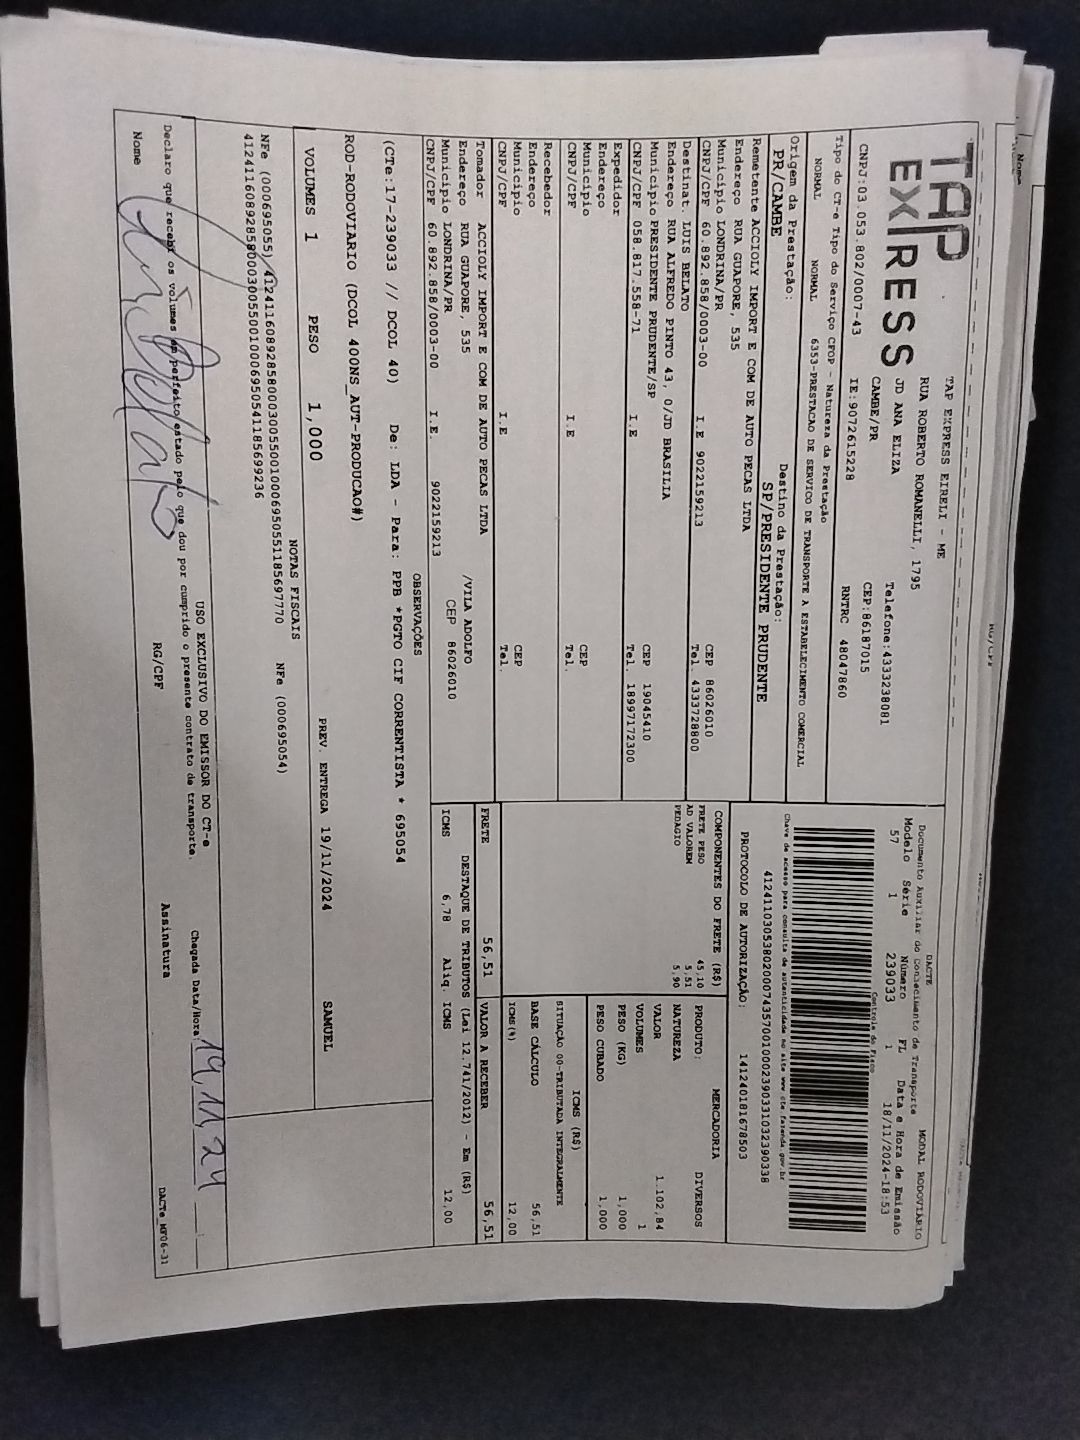 TAP
EXPRESS
TAP EXPRESS EIRELI - ME
RUA ROBERTO ROMANELLI, 1795
JD ANA ELIZA
CAMBE/PR
Telefone:4333238081
CEP:86187015
CNPJ:03.053.802/0007-43 IE:9072615228 RNTRC 48047860
DACTE
Documento Auxiliar do Conhecimento de Transporte MODAL RODOVIÁRIO
Modelo Série Número FL Data e Hora de Emissão
57 1 239033 1 18/11/2024-18:53
Controle do Fisco
Chave de acesso para consulta de autenticidade no site www.cte.fazenda.gov.br
41241103053802000743570010002390331032390338
PROTOCOLO DE AUTORIZAÇÃO: 141240181678503
Tipo do CT-e Tipo do Serviço CFOP - Natureza da Prestação
NORMAL NORMAL 6353-PRESTACAO DE SERVICO DE TRANSPORTE A ESTABELECIMENTO COMERCIAL
Origem da Prestação: Destino da Prestação:
PR/CAMBE SP/PRESIDENTE PRUDENTE
Remetente ACCIOLY IMPORT E COM DE AUTO PECAS LTDA
Endereço RUA GUAPORE, 535
Município LONDRINA/PR CEP 86026010
CNPJ/CPF 60.892.858/0003-00 I.E 9022159213 Tel. 4333728800
Destinat. LUIS BELATO
Endereço RUA ALFREDO PINTO 43, 0/JD BRASILIA
Município PRESIDENTE PRUDENTE/SP CEP 19045410
CNPJ/CPF 058.817.558-71 I.E Tel. 18997172300
Expedidor
Endereço
Município CEP
CNPJ/CPF I.E Tel.
Recebedor
Endereço
Município CEP
CNPJ/CPF I.E Tel.
Tomador ACCIOLY IMPORT E COM DE AUTO PECAS LTDA
Endereço RUA GUAPORE, 535 /VILA ADOLFO
Município LONDRINA/PR CEP 86026010
CNPJ/CPF 60.892.858/0003-00 I.E. 9022159213
COMPONENTES DO FRETE (R$)
FRETE PESO 45,10
AD VALOREM 5,51
PEDAGIO 5,90
FRETE 56,51
MERCADORIA
PRODUTO: DIVERSOS
NATUREZA
VALOR 1.102,84
VOLUMES 1
PESO (KG) 1,000
PESO CUBADO 1,000
ICMS (R$)
SITUAÇÃO 00-TRIBUTADA INTEGRALMENTE
BASE CÁLCULO 56,51
ICMS(%) 12,00
VALOR A RECEBER 56,51
DESTAQUE DE TRIBUTOS (Lei 12.741/2012) - Em (R$)
ICMS 6,78 Aliq. ICMS 12,00
OBSERVAÇÕES
(CTe:17-239033 // DCOL 40) De: LDA - Para: PPB *PGTO CIF CORRENTISTA * 695054
ROD-RODOVIARIO (DCOL 400NS_AUT-PRODUCAO#)
VOLUMES 1 PESO 1,000 PREV. ENTREGA 19/11/2024 SAMUEL
NOTAS FISCAIS
NFe (000695055) 41241160892858000300550010006950551185697770 NFe (000695054)
41241160892858000300550010006950541185699236
USO EXCLUSIVO DO EMISSOR DO CT-e
Declaro que recebi os volumes em perfeito estado pelo que dou por cumprido o presente contrato de transporte. Chegada Data/Hora 19/11/24
Nome RG/CPF Assinatura
DACTe_MF06-31